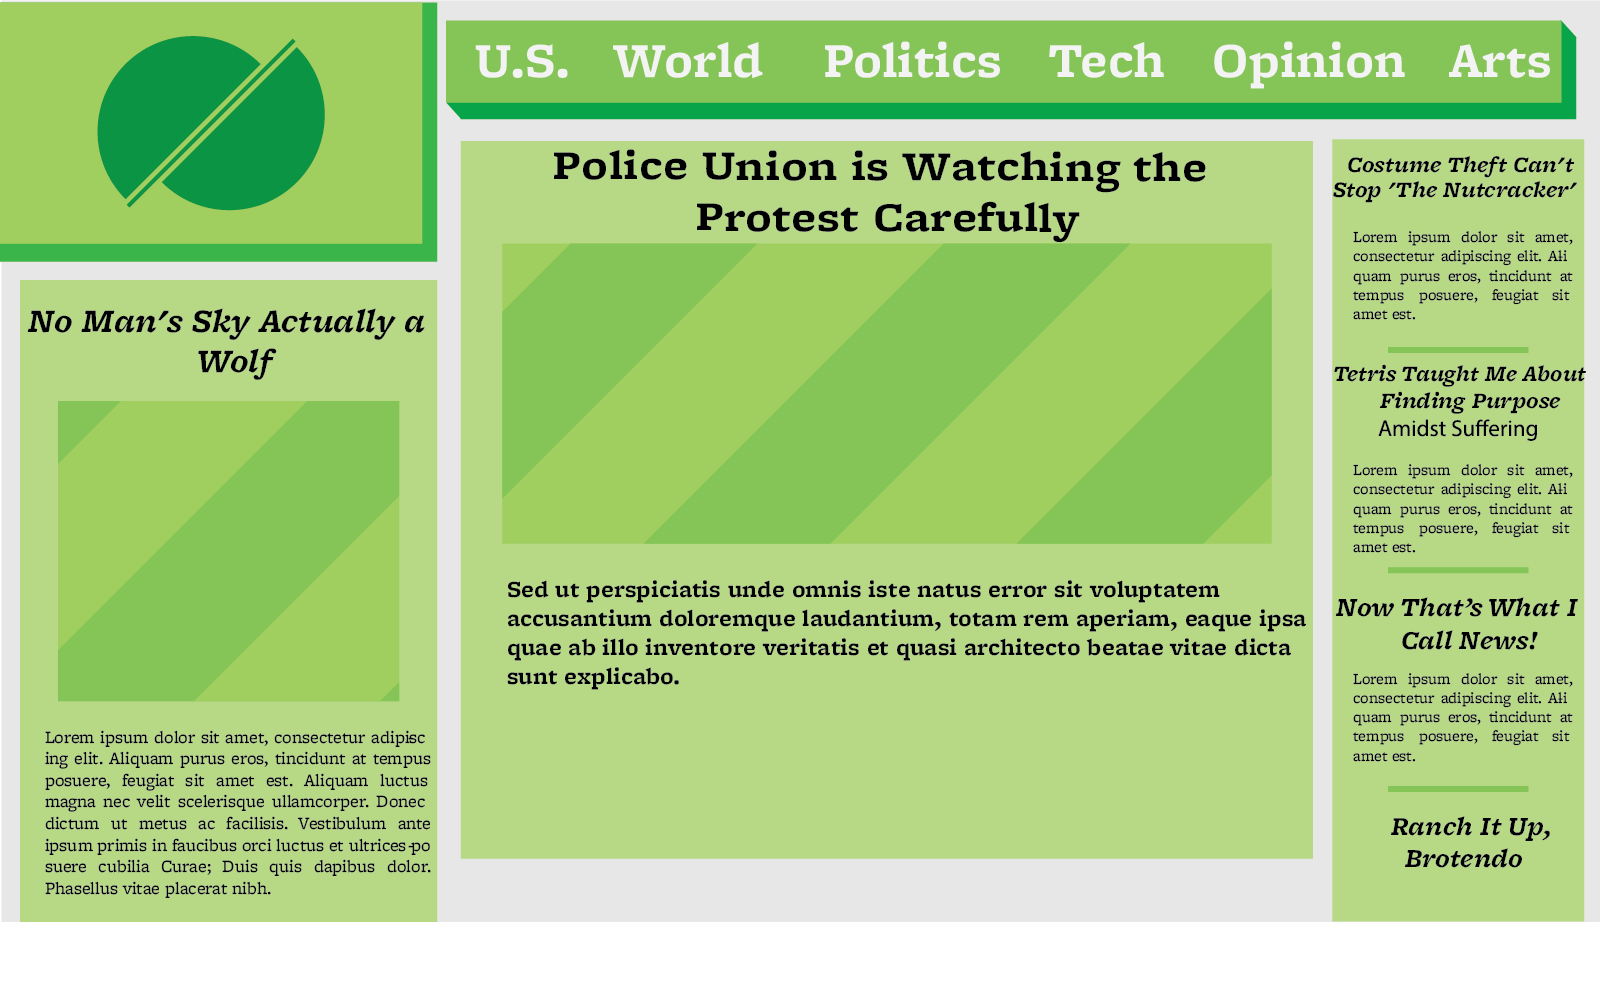 U.S. World Politics Tech Opinion Arts
No Man's Sky Actually a
Wolf
Lorem ipsum dolor sit amet, consectetur adipisc
ing elit. Aliquam purus eros, tincidunt at tempus
posuere, feugiat sit amet est. Aliquam luctus
magna nec velit scelerisque ullamcorper. Donec
dictum ut metus ac facilisis. Vestibulum ante
ipsum primis in faucibus orci luctus et ultrices-po
suere cubilia Curae; Duis quis dapibus dolor.
Phasellus vitae placerat nibh.
Police Union is Watching the
Protest Carefully
Sed ut perspiciatis unde omnis iste natus error sit voluptatem
accusantium doloremque laudantium, totam rem aperiam, eaque ipsa
quae ab illo inventore veritatis et quasi architecto beatae vitae dicta
sunt explicabo.
Costume Theft Can't
Stop 'The Nutcracker'
Lorem ipsum dolor sit amet,
consectetur adipiscing elit. Ali
quam purus eros, tincidunt at
tempus posuere, feugiat sit
amet est.
Tetris Taught Me About
Finding Purpose
Amidst Suffering
Lorem ipsum dolor sit amet,
consectetur adipiscing elit. Ali
quam purus eros, tincidunt at
tempus posuere, feugiat sit
amet est.
Now That's What I
Call News!
Lorem ipsum dolor sit amet,
consectetur adipiscing elit. Ali
quam purus eros, tincidunt at
tempus posuere, feugiat sit
amet est.
Ranch It Up,
Brotendo